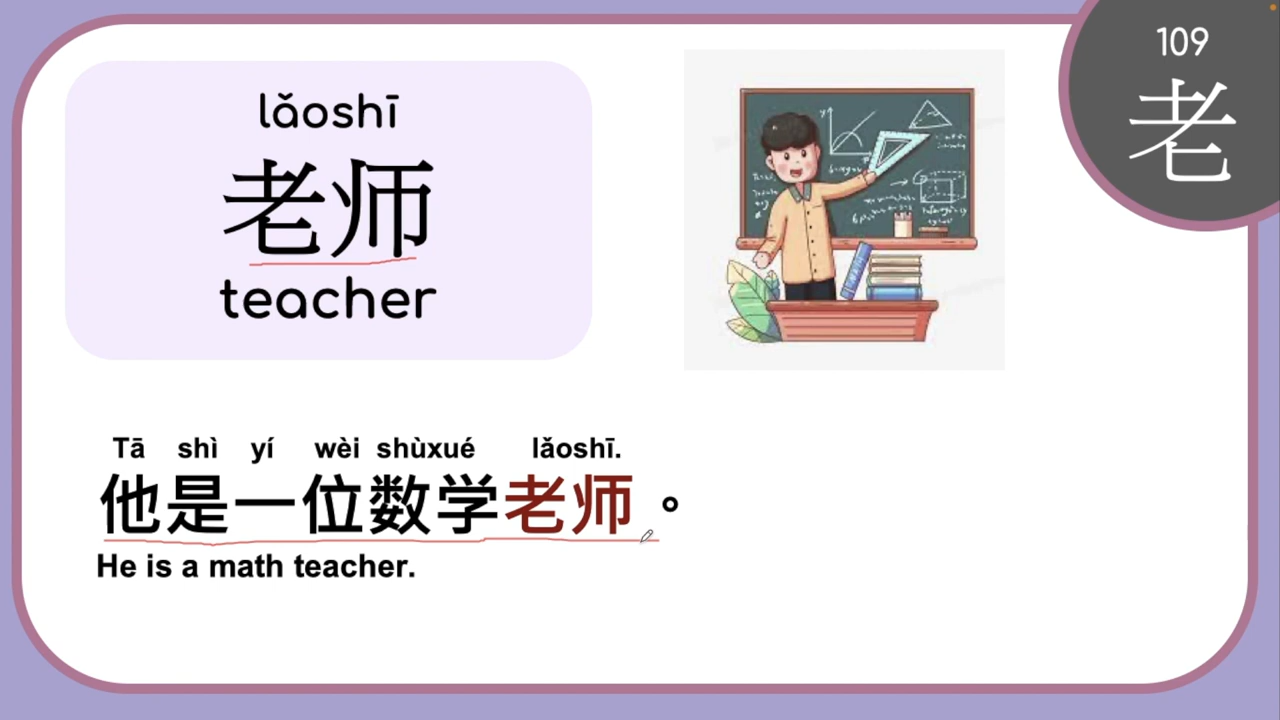 109
老
lǎoshī
老师
teacher
Tā shì yí wèi shùxué lǎoshī.
他是一位数学老师。
He is a math teacher.